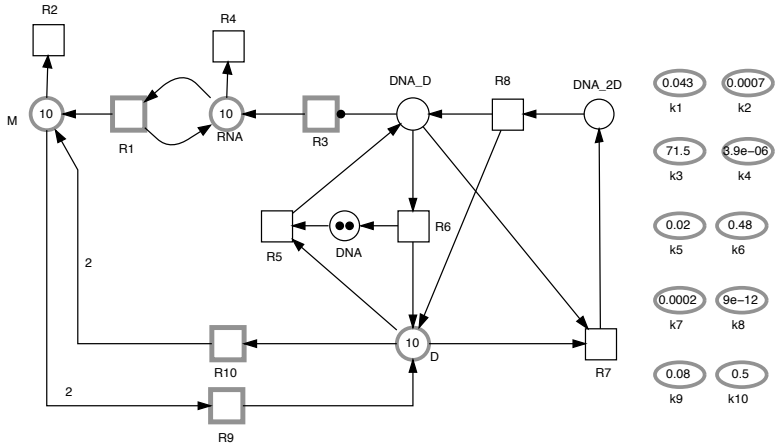 R2
R4
DNA_D
R8
DNA_2D
M
10
R1
10
RNA
R3
0.043
0.0007
k1
k2
71.5
3.9e-06
k3
k4
R5
DNA
R6
0.02
0.48
k5
k6
2
0.0002
9e-12
k7
k8
R10
10
D
R7
2
R9
0.08
0.5
k9
k10